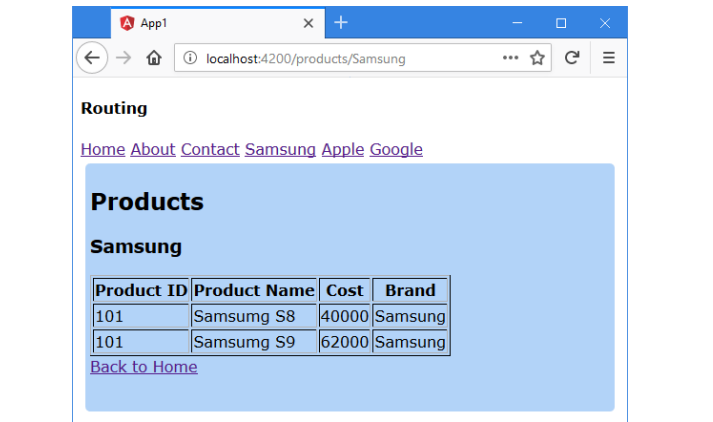 App1
localhost:4200/products/Samsung
Routing
Home About Contact Samsung Apple Google
Products
Samsung
Product ID Product Name Cost Brand
101 Samsumg S8 40000 Samsung
101 Samsumg S9 62000 Samsung
Back to Home